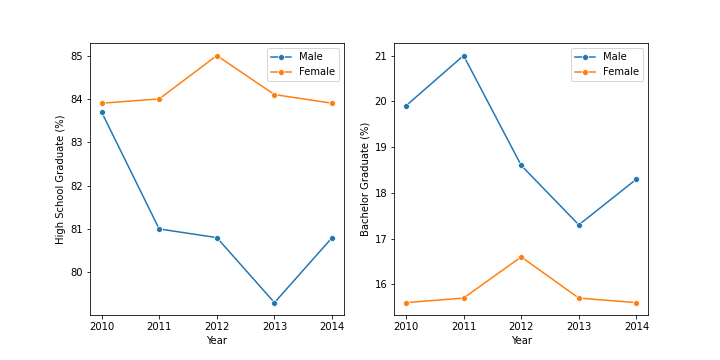 85
84
83
82
81
80
High School Graduate (%)
Male
Female
2010 2011 2012 2013 2014
Year
21
20
19
18
17
16
Bachelor Graduate (%)
Male
Female
2010 2011 2012 2013 2014
Year